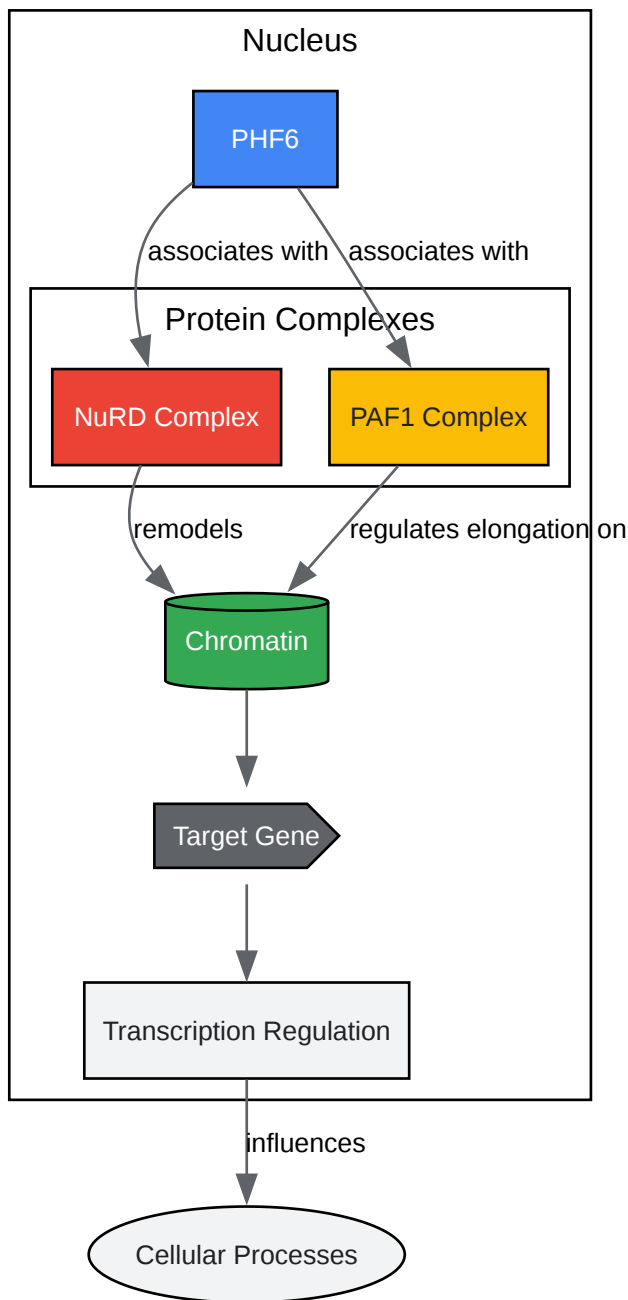 Nucleus
PHF6
associates with
associates with
Protein Complexes
NuRD Complex
PAF1 Complex
remodels
regulates elongation on
Chromatin
Target Gene
Transcription Regulation
influences
Cellular Processes